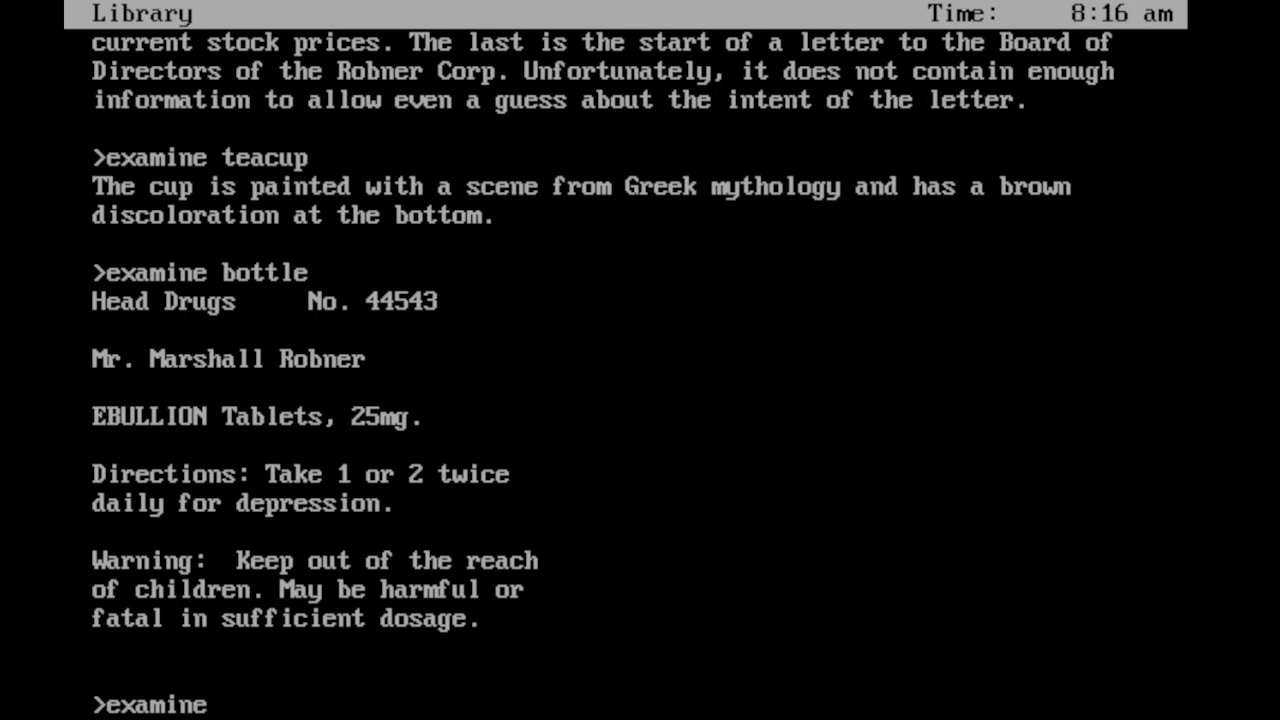 Library Time: 8:16 am
current stock prices. The last is the start of a letter to the Board of
Directors of the Robner Corp. Unfortunately, it does not contain enough
information to allow even a guess about the intent of the letter.
>examine teacup
The cup is painted with a scene from Greek mythology and has a brown
discoloration at the bottom.
>examine bottle
Head Drugs No. 44543
Mr. Marshall Robner
EBULLION Tablets, 25mg.
Directions: Take 1 or 2 twice
daily for depression.
Warning: Keep out of the reach
of children. May be harmful or
fatal in sufficient dosage.
>examine